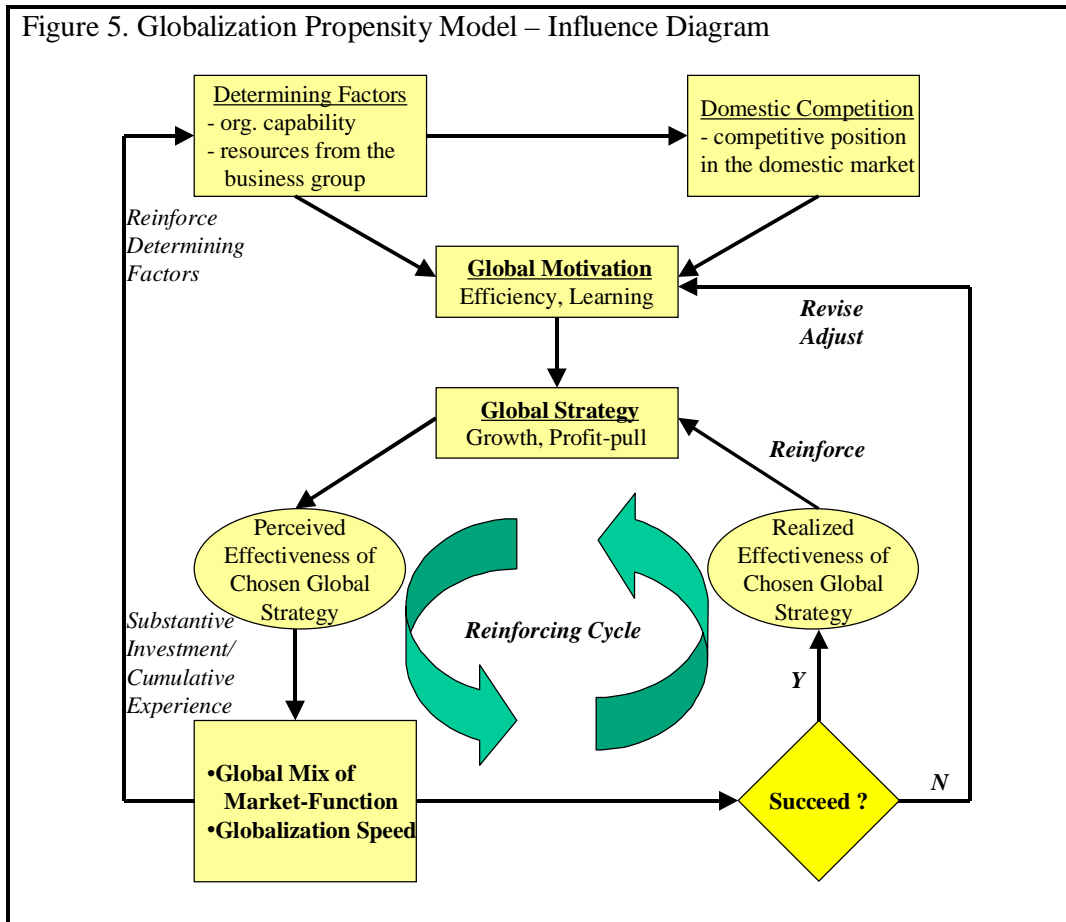 Figure 5. Globalization Propensity Model – Influence Diagram
Determining Factors
- org. capability
- resources from the
business group
Domestic Competition
- competitive position
in the domestic market
Reinforce
Determining
Factors
Global Motivation
Efficiency, Learning
Revise
Adjust
Global Strategy
Growth, Profit-pull
Reinforce
Perceived
Effectiveness of
Chosen Global
Strategy
Realized
Effectiveness of
Chosen Global
Strategy
Substantive
Investment/
Cumulative
Experience
Reinforcing Cycle
Y
•Global Mix of
Market-Function
•Globalization Speed
Succeed ?
N